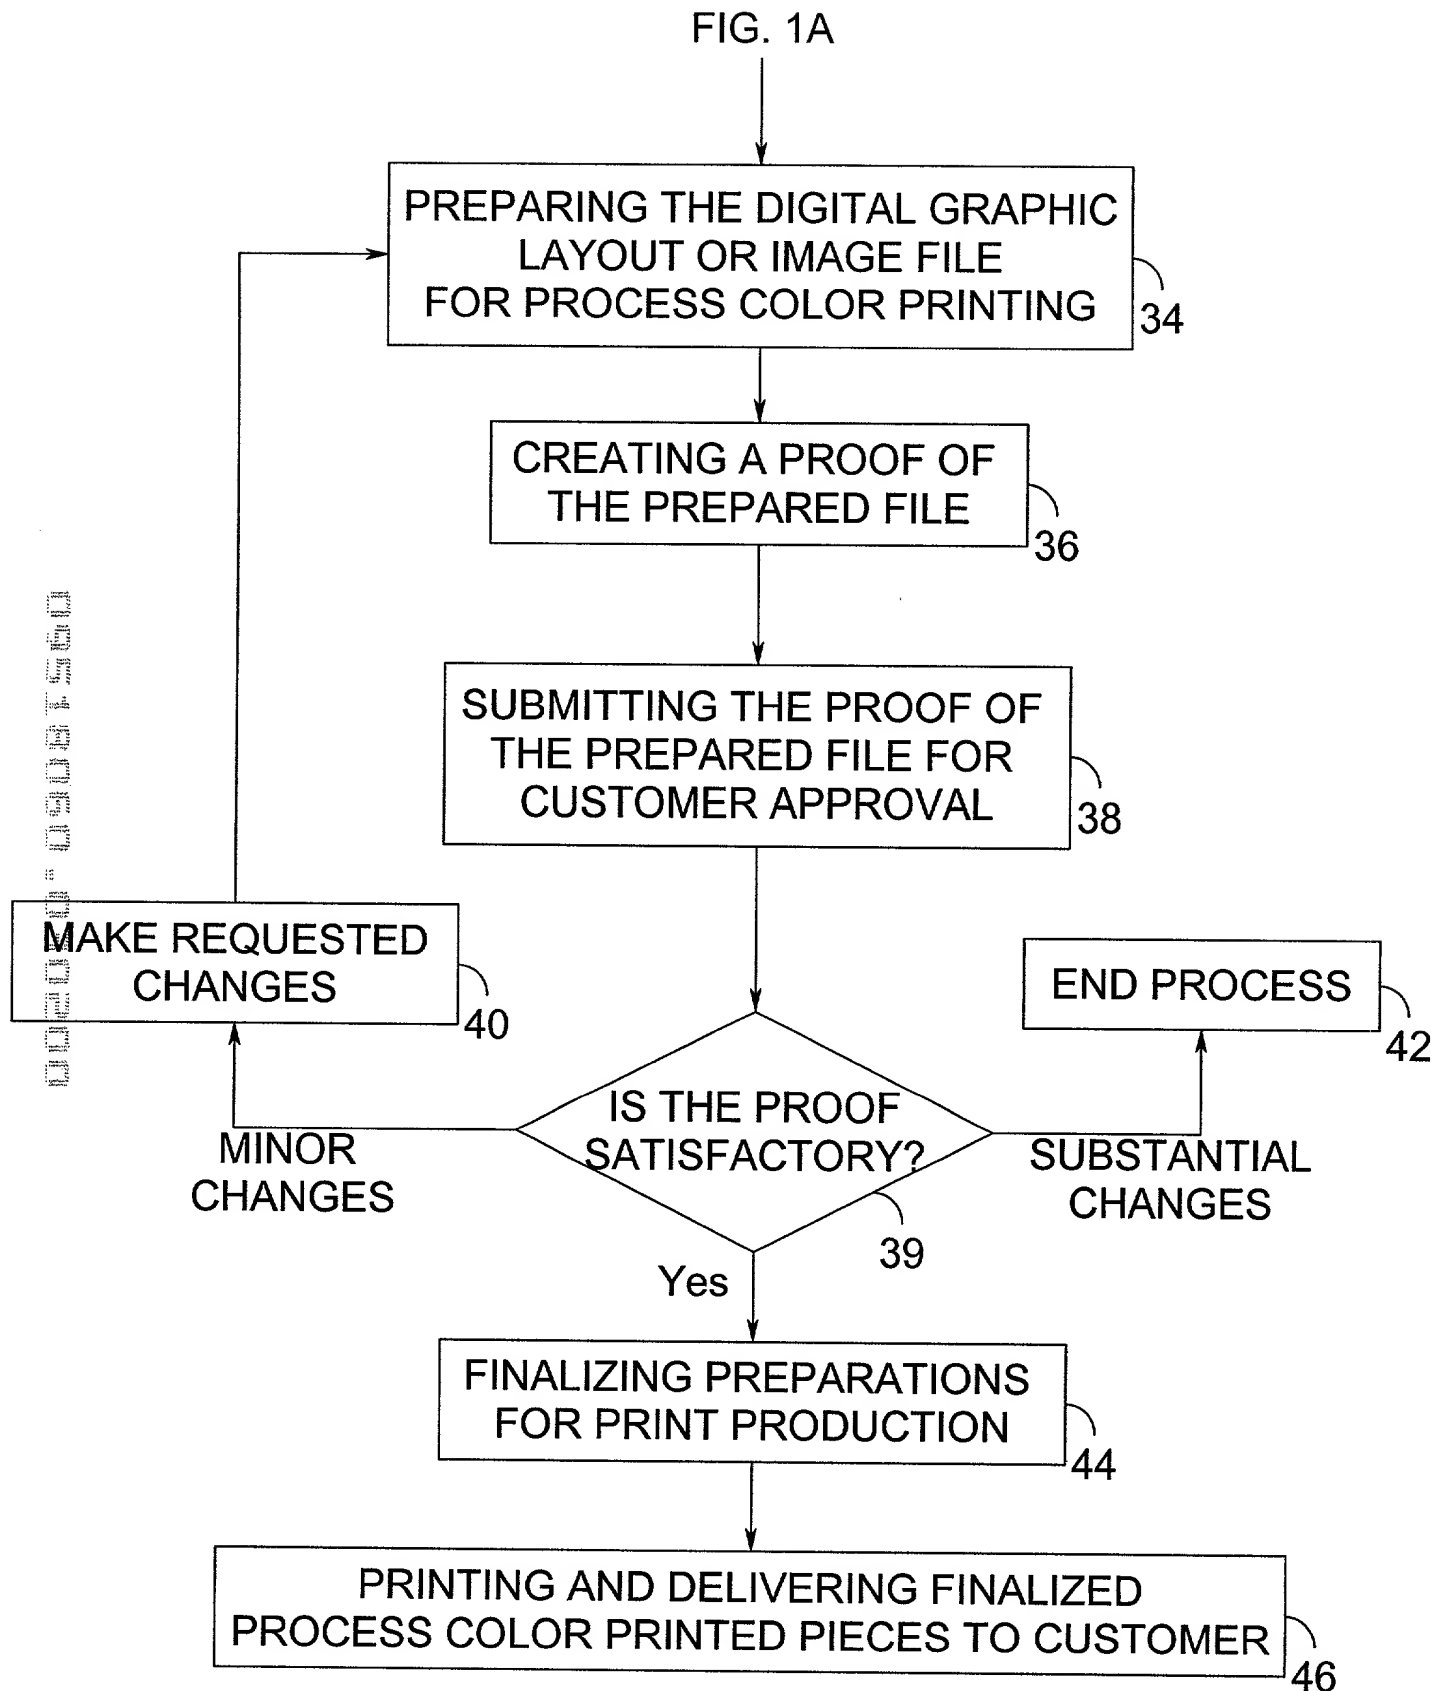 FIG. 1A
PREPARING THE DIGITAL GRAPHIC
LAYOUT OR IMAGE FILE
FOR PROCESS COLOR PRINTING
34
CREATING A PROOF OF
THE PREPARED FILE
36
SUBMITTING THE PROOF OF
THE PREPARED FILE FOR
CUSTOMER APPROVAL
38
MAKE REQUESTED
CHANGES
40
END PROCESS
42
IS THE PROOF
SATISFACTORY?
39
MINOR
CHANGES
SUBSTANTIAL
CHANGES
Yes
FINALIZING PREPARATIONS
FOR PRINT PRODUCTION
44
PRINTING AND DELIVERING FINALIZED
PROCESS COLOR PRINTED PIECES TO CUSTOMER
46